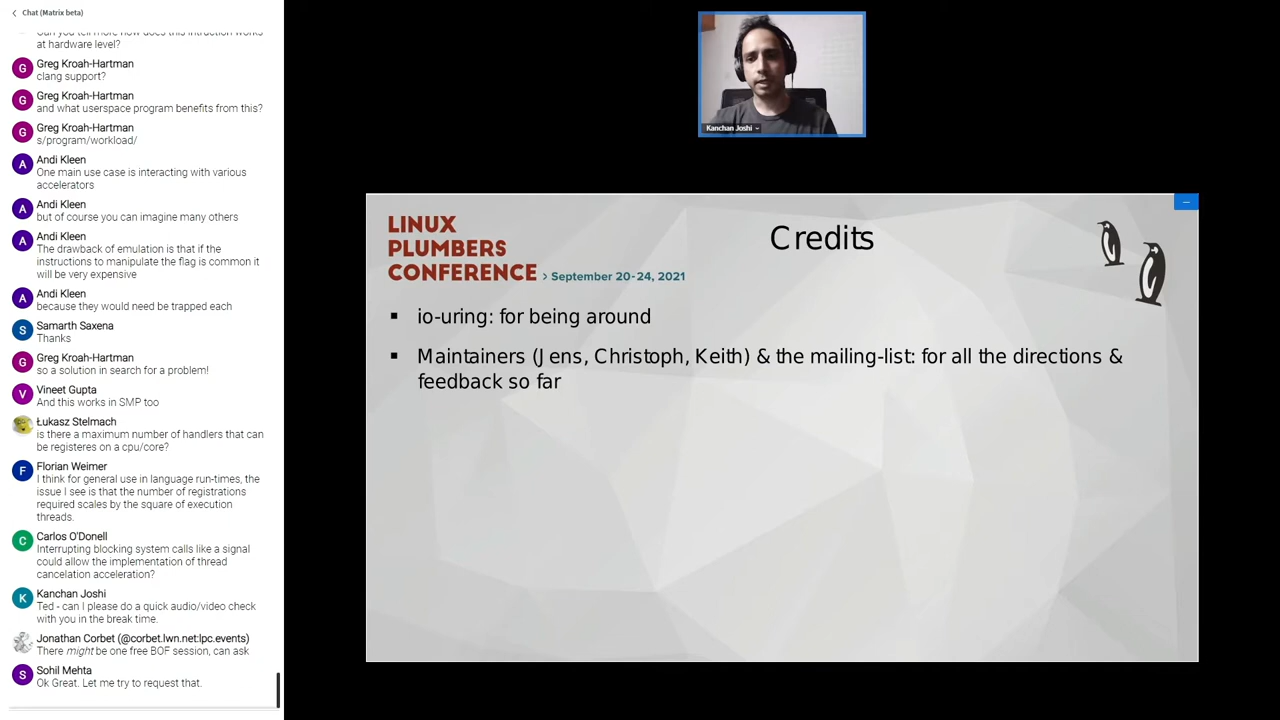 Chat (Matrix beta)
Can you tell more how does this intruction works
at hardware level?
G
Greg Kroah-Hartman
clang support?
G
Greg Kroah-Hartman
and what userspace program benefits from this?
G
Greg Kroah-Hartman
s/program/workload/
A
Andi Kleen
One main use case is interacting with various
accelerators
A
Andi Kleen
but of course you can imagine many others
A
Andi Kleen
The drawback of emulation is that if the
instructions to manipulate the flag is common it
will be very expensive
A
Andi Kleen
because they would need be trapped each
S
Samarth Saxena
Thanks
G
Greg Kroah-Hartman
so a solution in search for a problem!
V
Vineet Gupta
And this works in SMP too
Łukasz Stelmach
is there a maximum number of handlers that can
be registeres on a cpu/core?
F
Florian Weimer
I think for general use in language run-times, the
issue I see is that the number of registrations
required scales by the square of execution
threads.
C
Carlos O'Donell
Interrupting blocking system calls like a signal
could allow the implementation of thread
cancelation acceleration?
K
Kanchan Joshi
Ted - can I please do a quick audio/video check
with you in the break time.
Jonathan Corbet (@corbet.lwn.net:lpc.events)
There might be one free BOF session, can ask
S
Sohil Mehta
Ok Great. Let me try to request that.
Kanchan Joshi
LINUX
PLUMBERS
CONFERENCE > September 20-24, 2021
Credits
▪ io-uring: for being around
▪ Maintainers (Jens, Christoph, Keith) & the mailing-list: for all the directions &
feedback so far